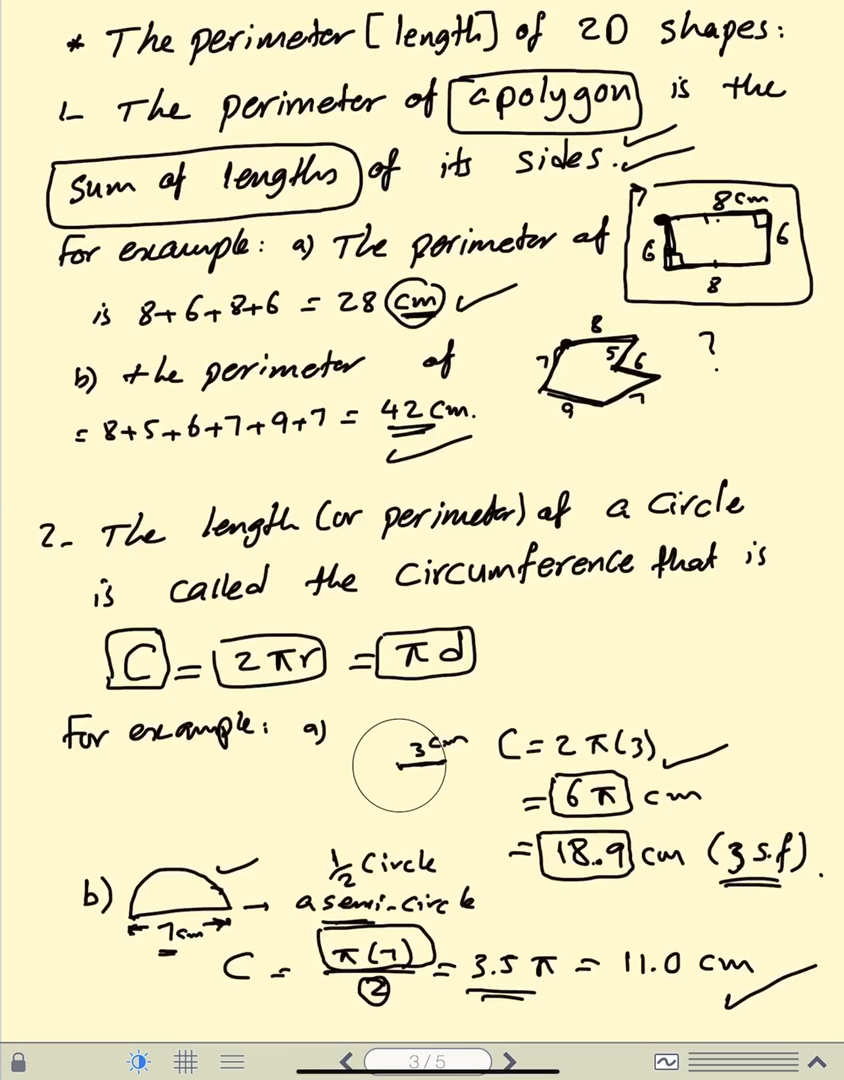 * The perimeter [length] of 2D shapes:
1- The perimeter of a polygon is the
sum of lengths of its sides.
8cm
For example: a) The perimeter of
6
6
8
is 8+6+8+6 = 28 cm
8
b) the perimeter of
7
5
6
?
9
7
= 8+5+6+7+9+7 = 42 cm.
2- The length (or perimeter) of a circle
is called the circumference that is
C = 2πr = πd
For example: a)
3cm
C = 2π(3)
= 6π cm
= 18.9 cm (3 s.f).
b)
1/2 circle
→ a semi-circle
7cm
C = π(7)/2 = 3.5π = 11.0 cm
3/5